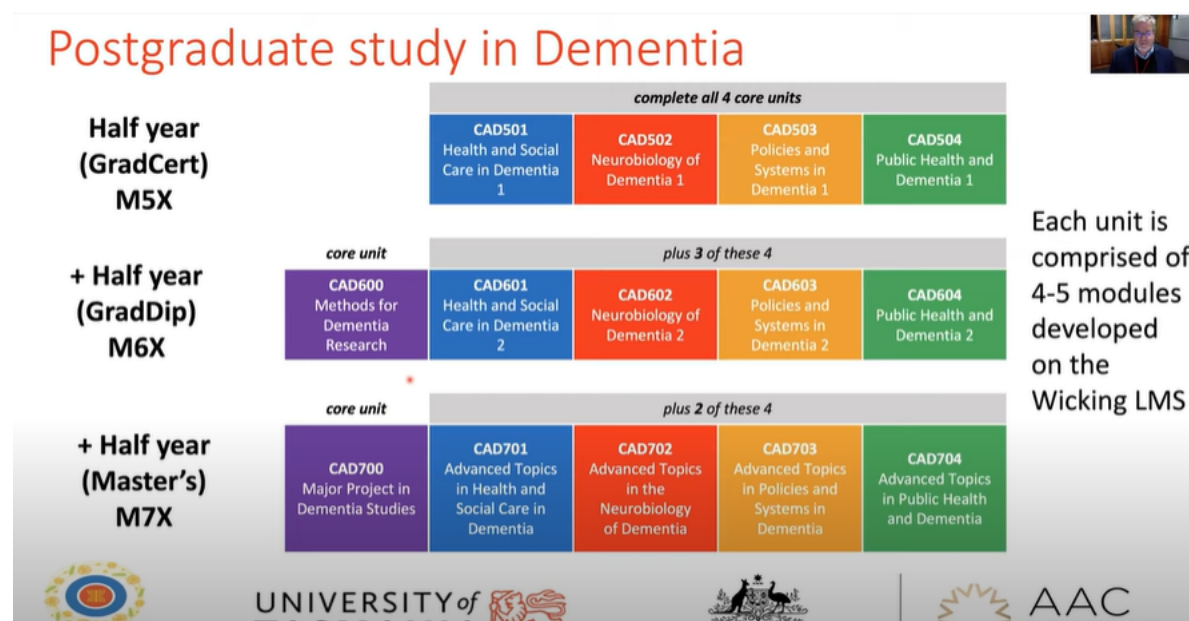 Postgraduate study in Dementia
Half year
(GradCert)
M5X
complete all 4 core units
CAD501
Health and Social
Care in Dementia
1
CAD502
Neurobiology of
Dementia 1
CAD503
Policies and
Systems in
Dementia 1
CAD504
Public Health and
Dementia 1
+ Half year
(GradDip)
M6X
core unit
plus 3 of these 4
CAD600
Methods for
Dementia
Research
CAD601
Health and Social
Care in Dementia
2
CAD602
Neurobiology of
Dementia 2
CAD603
Policies and
Systems in
Dementia 2
CAD604
Public Health and
Dementia 2
+ Half year
(Master's)
M7X
core unit
plus 2 of these 4
CAD700
Major Project in
Dementia Studies
CAD701
Advanced Topics
in Health and
Social Care in
Dementia
CAD702
Advanced Topics
in the
Neurobiology
of Dementia
CAD703
Advanced Topics
in Policies and
Systems in
Dementia
CAD704
Advanced Topics
in Public Health
and Dementia
Each unit is
comprised of
4-5 modules
developed
on the
Wicking LMS
UNIVERSITY of
AAC